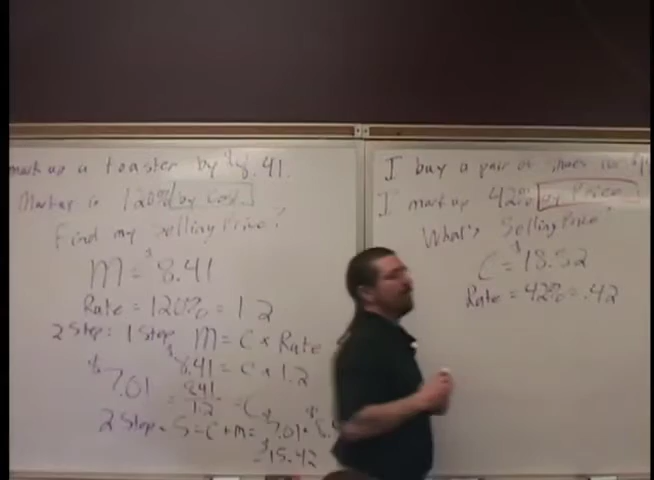 mark up a toaster by $8.41.
Markup is 120% by Cost.
Find my Selling Price?
M = $8.41
Rate = 120% = 1.2
2 Step: 1 Step M = C x Rate
$8.41 = C x 1.2
$7.01 = 8.41 / 1.2 = C
2 Step. S = C + M = $7.01 +
= $15.42
I buy a pair of shoes
I mark up 42% by Price
What's Selling Price?
C = $18.52
Rate = 42% = .42